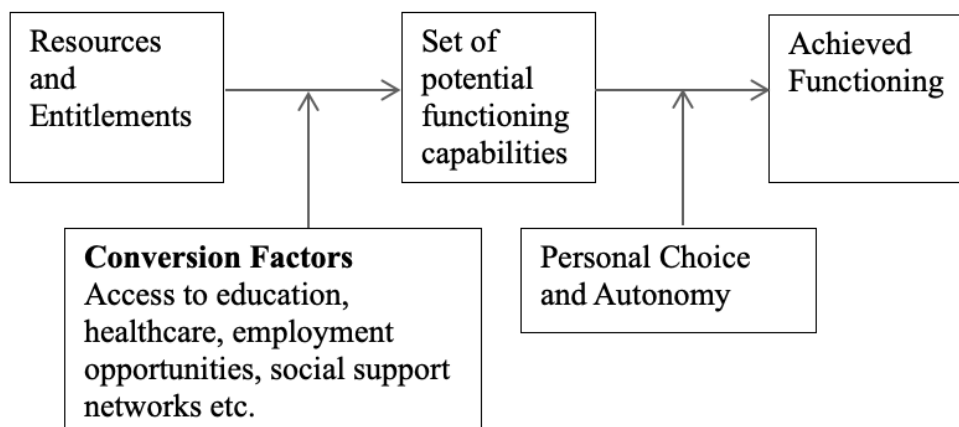 Resources
and
Entitlements
Set of
potential
functioning
capabilities
Achieved
Functioning
Conversion Factors
Access to education,
healthcare, employment
opportunities, social support
networks etc.
Personal Choice
and Autonomy